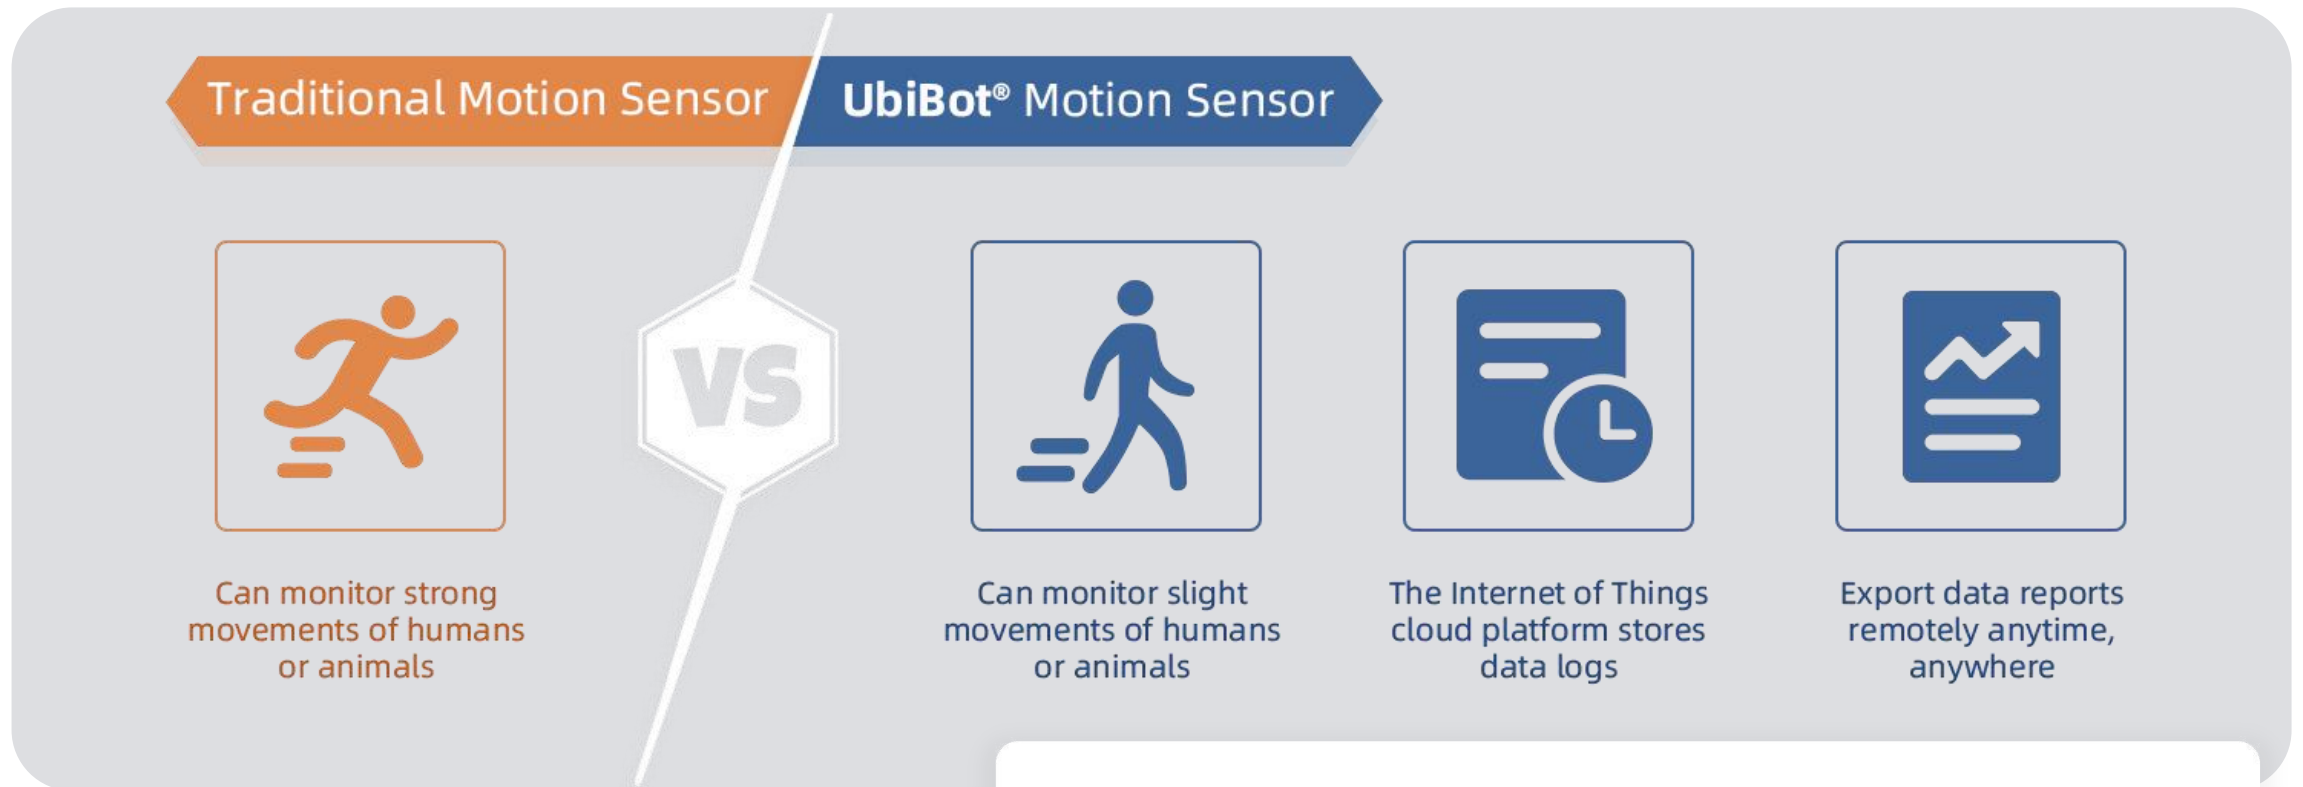 Traditional Motion Sensor
UbiBot® Motion Sensor
VS
Can monitor strong
movements of humans
or animals
Can monitor slight
movements of humans
or animals
The Internet of Things
cloud platform stores
data logs
Export data reports
remotely anytime,
anywhere